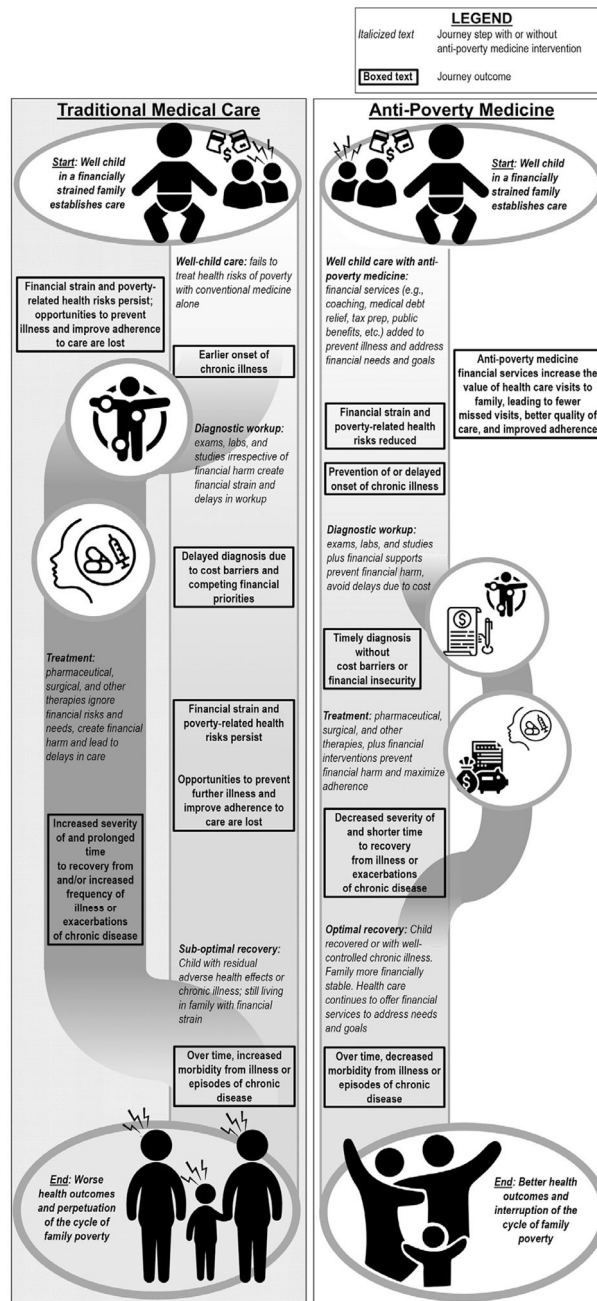 LEGEND
Italicized text
Journey step with or without
anti-poverty medicine intervention
Boxed text
Journey outcome
Traditional Medical Care
Start: Well child
in a financially
strained family
establishes care
$
Well-child care: fails to
treat health risks of poverty
with conventional medicine
alone
Financial strain and poverty-
related health risks persist;
opportunities to prevent
illness and improve adherence
to care are lost
Earlier onset of
chronic illness
Diagnostic workup:
exams, labs, and
studies irrespective of
financial harm create
financial strain and
delays in workup
Delayed diagnosis due
to cost barriers and
competing financial
priorities
Treatment:
pharmaceutical,
surgical, and other
therapies ignore
financial risks and
needs, create financial
harm and lead to
delays in care
Financial strain and
poverty-related health
risks persist
Opportunities to prevent
further illness and
improve adherence to
care are lost
Increased severity
of and prolonged
time
to recovery from
and/or increased
frequency of
illness or
exacerbations
of chronic disease
Sub-optimal recovery:
Child with residual
adverse health effects or
chronic illness; still living
in family with financial
strain
Over time, increased
morbidity from illness or
episodes of chronic
disease
End: Worse
health outcomes
and perpetuation
of the cycle of
family poverty
Anti-Poverty Medicine
$
Start: Well child
in a financially
strained family
establishes care
Well child care with anti-
poverty medicine:
financial services (e.g.,
coaching, medical debt
relief, tax prep, public
benefits, etc.) added to
prevent illness and address
financial needs and goals
Anti-poverty medicine
financial services increase the
value of health care visits to
family, leading to fewer
missed visits, better quality of
care, and improved adherence
Financial strain and
poverty-related health
risks reduced
Prevention of or delayed
onset of chronic illness
Diagnostic workup:
exams, labs, and studies
plus financial supports
prevent financial harm,
avoid delays due to cost
$
Timely diagnosis
without
cost barriers or
financial insecurity
Treatment: pharmaceutical,
surgical, and other
therapies, plus financial
interventions prevent
financial harm and maximize
adherence
$
Decreased severity of
and shorter time
to recovery
from illness or
exacerbations
of chronic disease
Optimal recovery: Child
recovered or with well-
controlled chronic illness.
Family more financially
stable. Health care
continues to offer financial
services to address needs
and goals
Over time, decreased
morbidity from illness or
episodes of chronic
disease
End: Better health
outcomes and
interruption of the
cycle of family
poverty